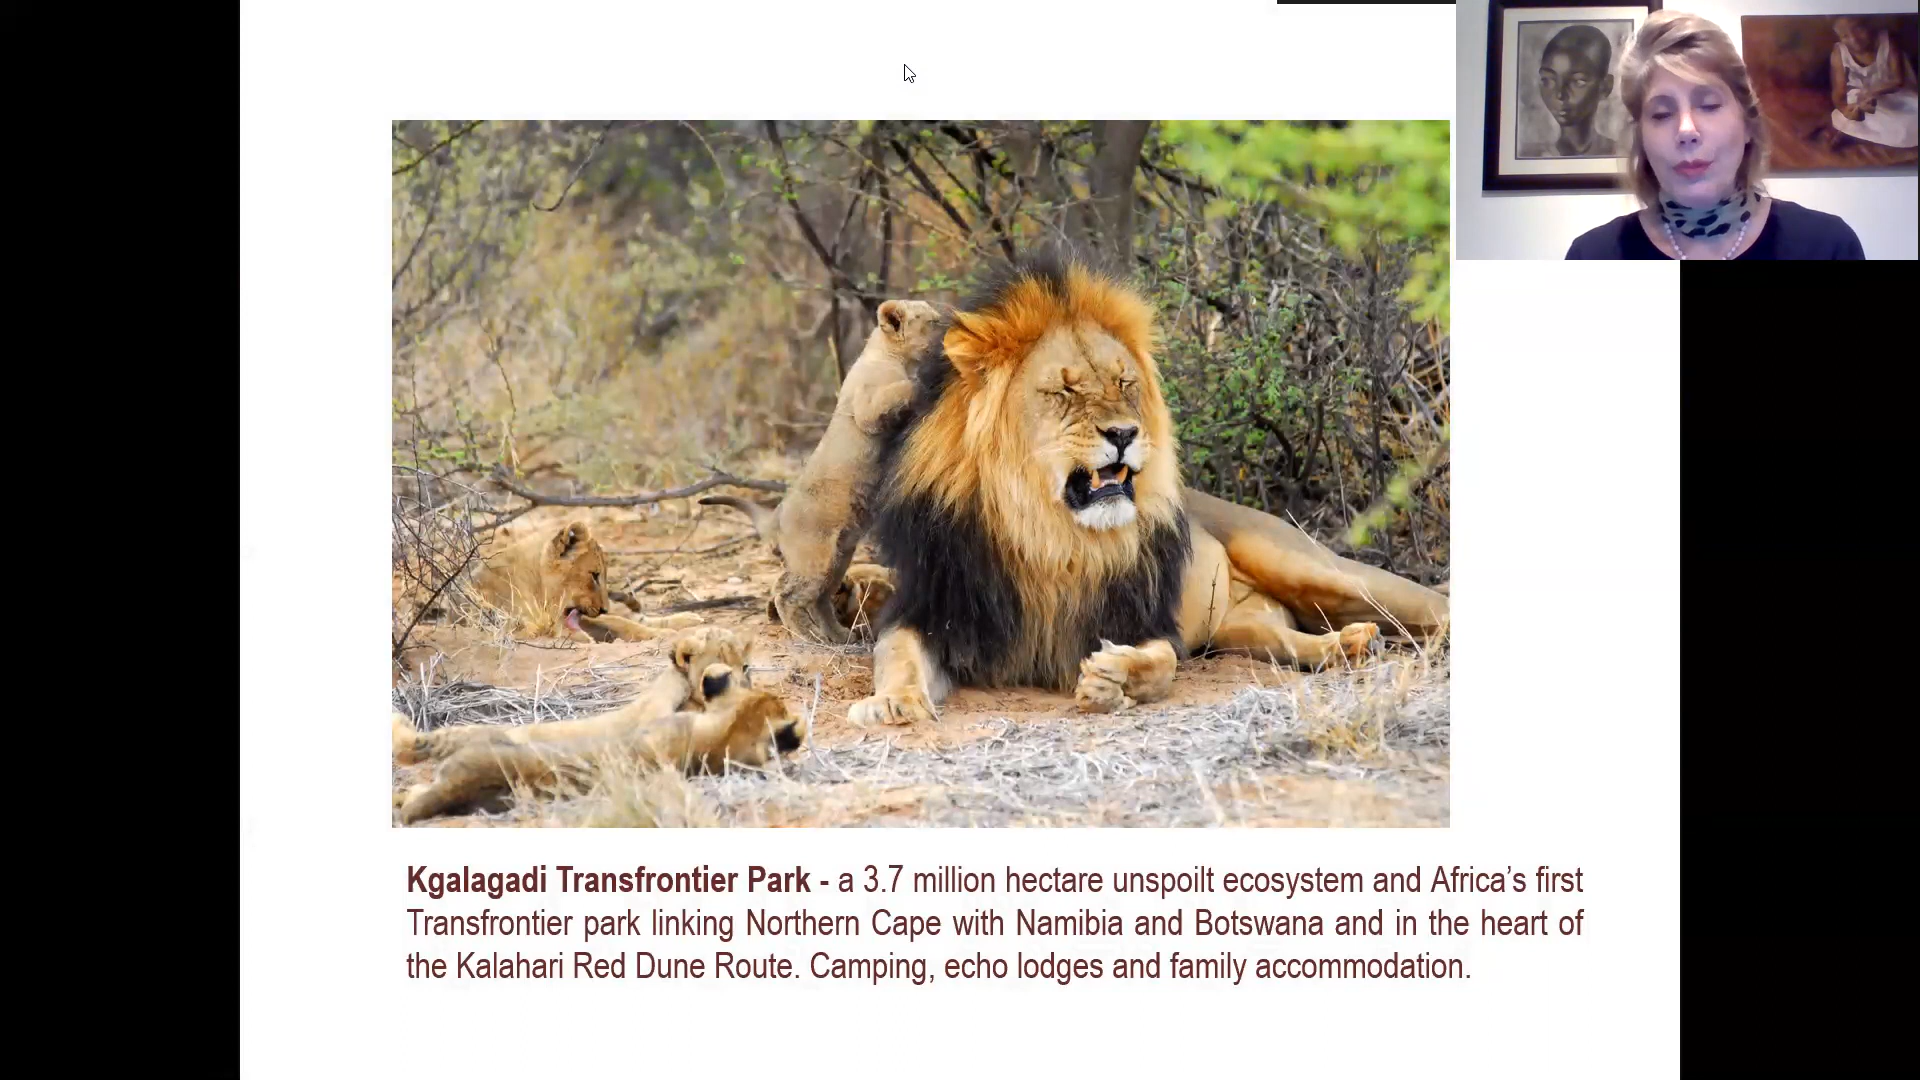 Kgalagadi Transfrontier Park - a 3.7 million hectare unspoilt ecosystem and Africa’s first
Transfrontier park linking Northern Cape with Namibia and Botswana and in the heart of
the Kalahari Red Dune Route. Camping, echo lodges and family accommodation.